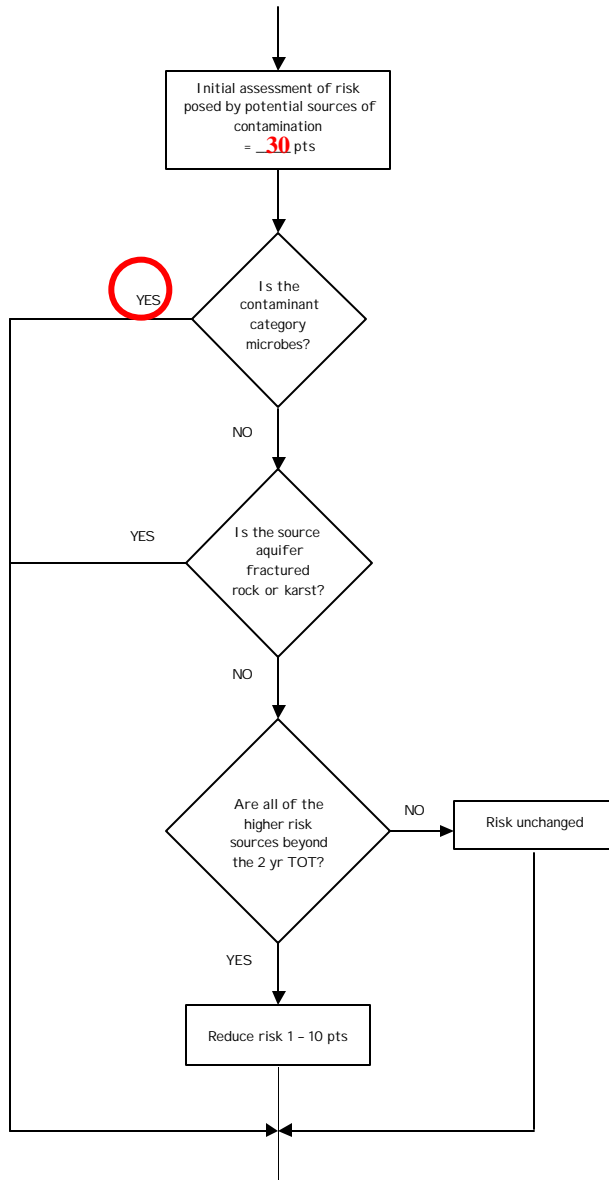 Initial assessment of risk
posed by potential sources of
contamination
= 30 pts
Is the
contaminant
category
microbes?
YES
NO
Is the source
aquifer
fractured
rock or karst?
YES
NO
Are all of the
higher risk
sources beyond
the 2 yr TOT?
NO
Risk unchanged
YES
Reduce risk 1 – 10 pts